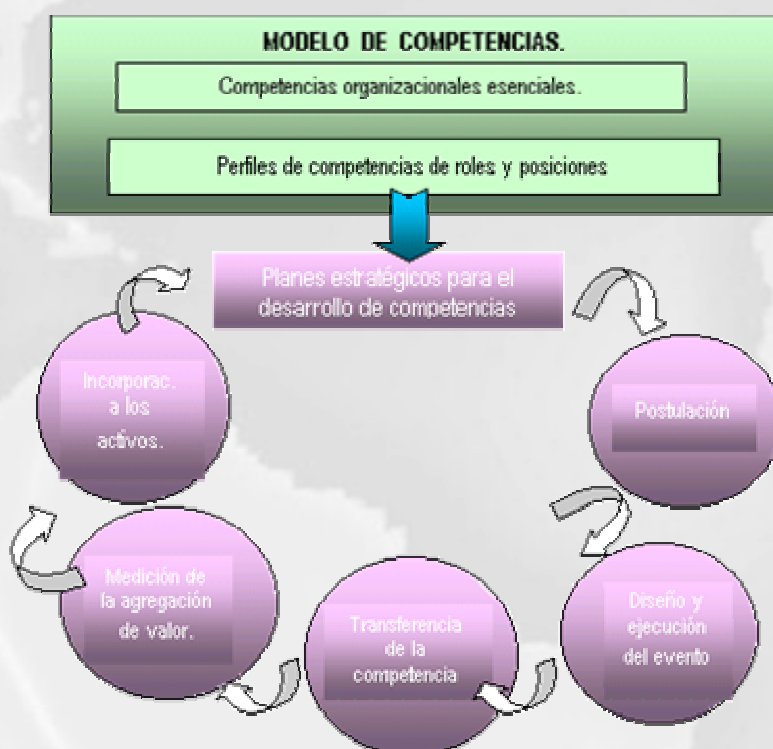 MODELO DE COMPETENCIAS.
Competencias organizacionales esenciales.
Perfiles de competencias de roles y posiciones
Planes estratégicos para el
desarrollo de competencias
Postulación
Diseño y
ejecución
del evento
Transferencia
de la
competencia
Medición de
la agregación
de valor.
Incorporac.
a los
activos.